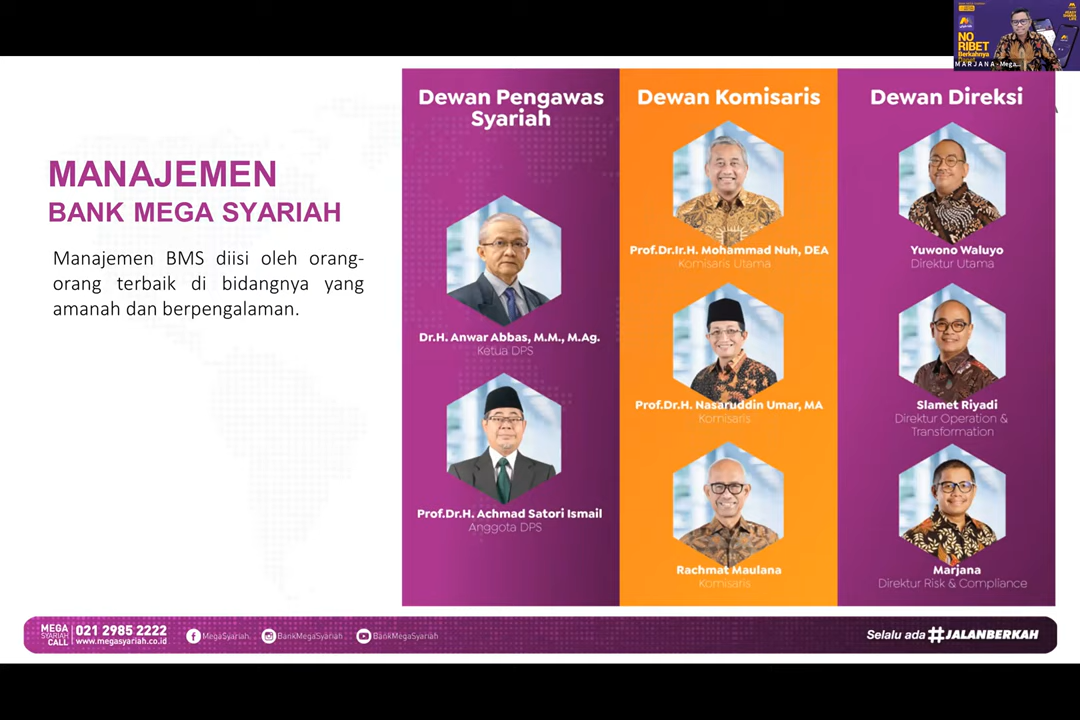 NO
RIBET
Berkahnya
MARJANA - Mega...
MANAJEMEN
BANK MEGA SYARIAH
Manajemen BMS diisi oleh orang-
orang terbaik di bidangnya yang
amanah dan berpengalaman.
Dewan Pengawas
Syariah
Dr.H. Anwar Abbas, M.M., M.Ag.
Ketua DPS
Prof.Dr.H. Achmad Satori Ismail
Anggota DPS
Dewan Komisaris
Prof.Dr.Ir.H. Mohammad Nuh, DEA
Komisaris Utama
Prof.Dr.H. Nasaruddin Umar, MA
Komisaris
Rachmat Maulana
Komisaris
Dewan Direksi
Yuwono Waluyo
Direktur Utama
Slamet Riyadi
Direktur Operation &
Transformation
Marjana
Direktur Risk & Compliance
MEGA
SYARIAH
CALL
021 2985 2222
www.megasyariah.co.id
MegaSyariah
BankMegaSyariah
BankMegaSyariah
Selalu ada #JALANBERKAH